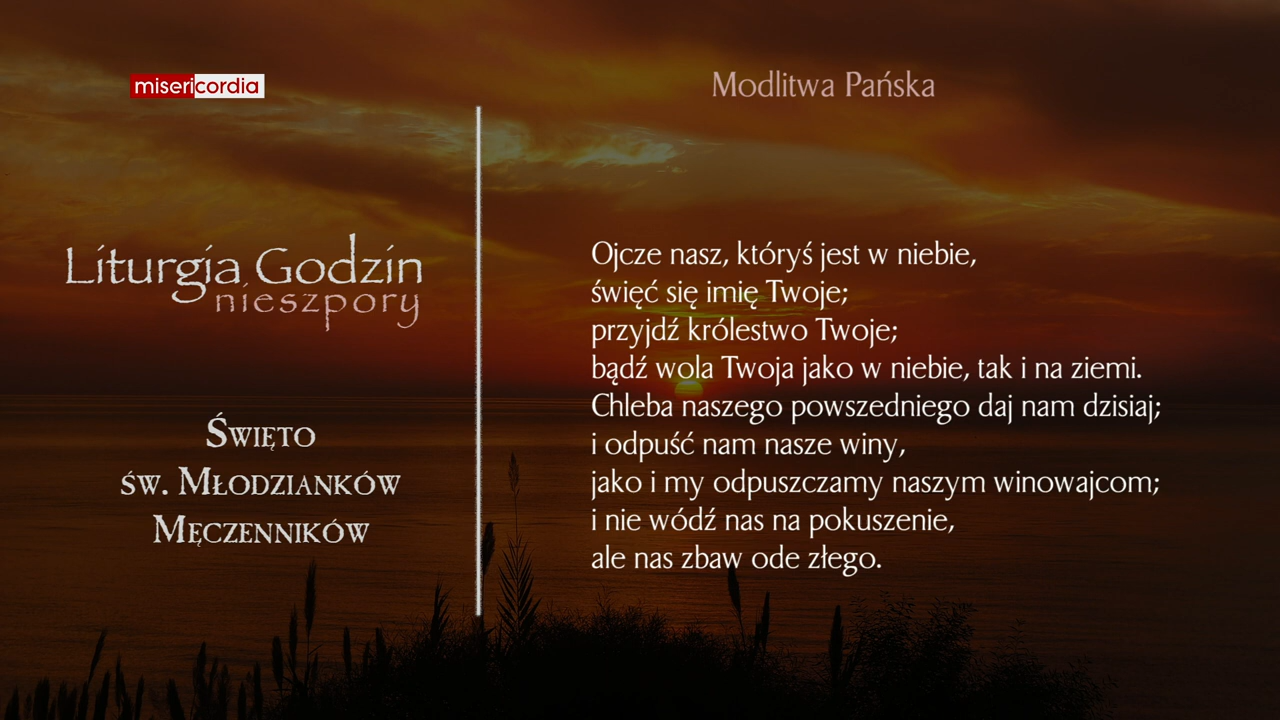 misericordia
Liturgia Godzin
nieszpory
Święto
św. Młodzianków
Męczenników
Modlitwa Pańska
Ojcze nasz, któryś jest w niebie,
święć się imię Twoje;
przyjdź królestwo Twoje;
bądź wola Twoja jako w niebie, tak i na ziemi.
Chleba naszego powszedniego daj nam dzisiaj;
i odpuść nam nasze winy,
jako i my odpuszczamy naszym winowajcom;
i nie wódź nas na pokuszenie,
ale nas zbaw ode złego.